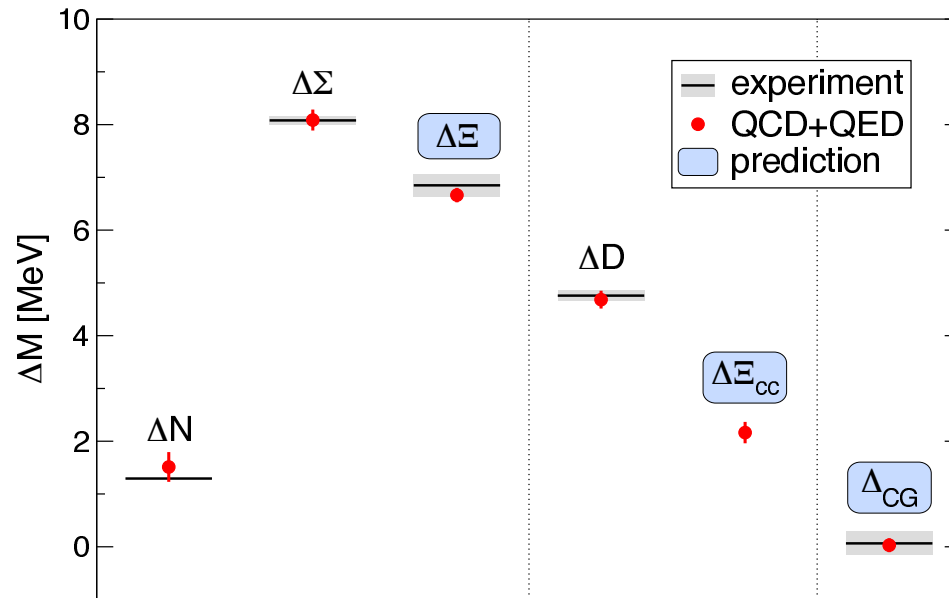 10
8
6
4
2
0
ΔM [MeV]
ΔN
ΔΣ
ΔΞ
ΔD
ΔΞcc
ΔCG
experiment
QCD+QED
prediction